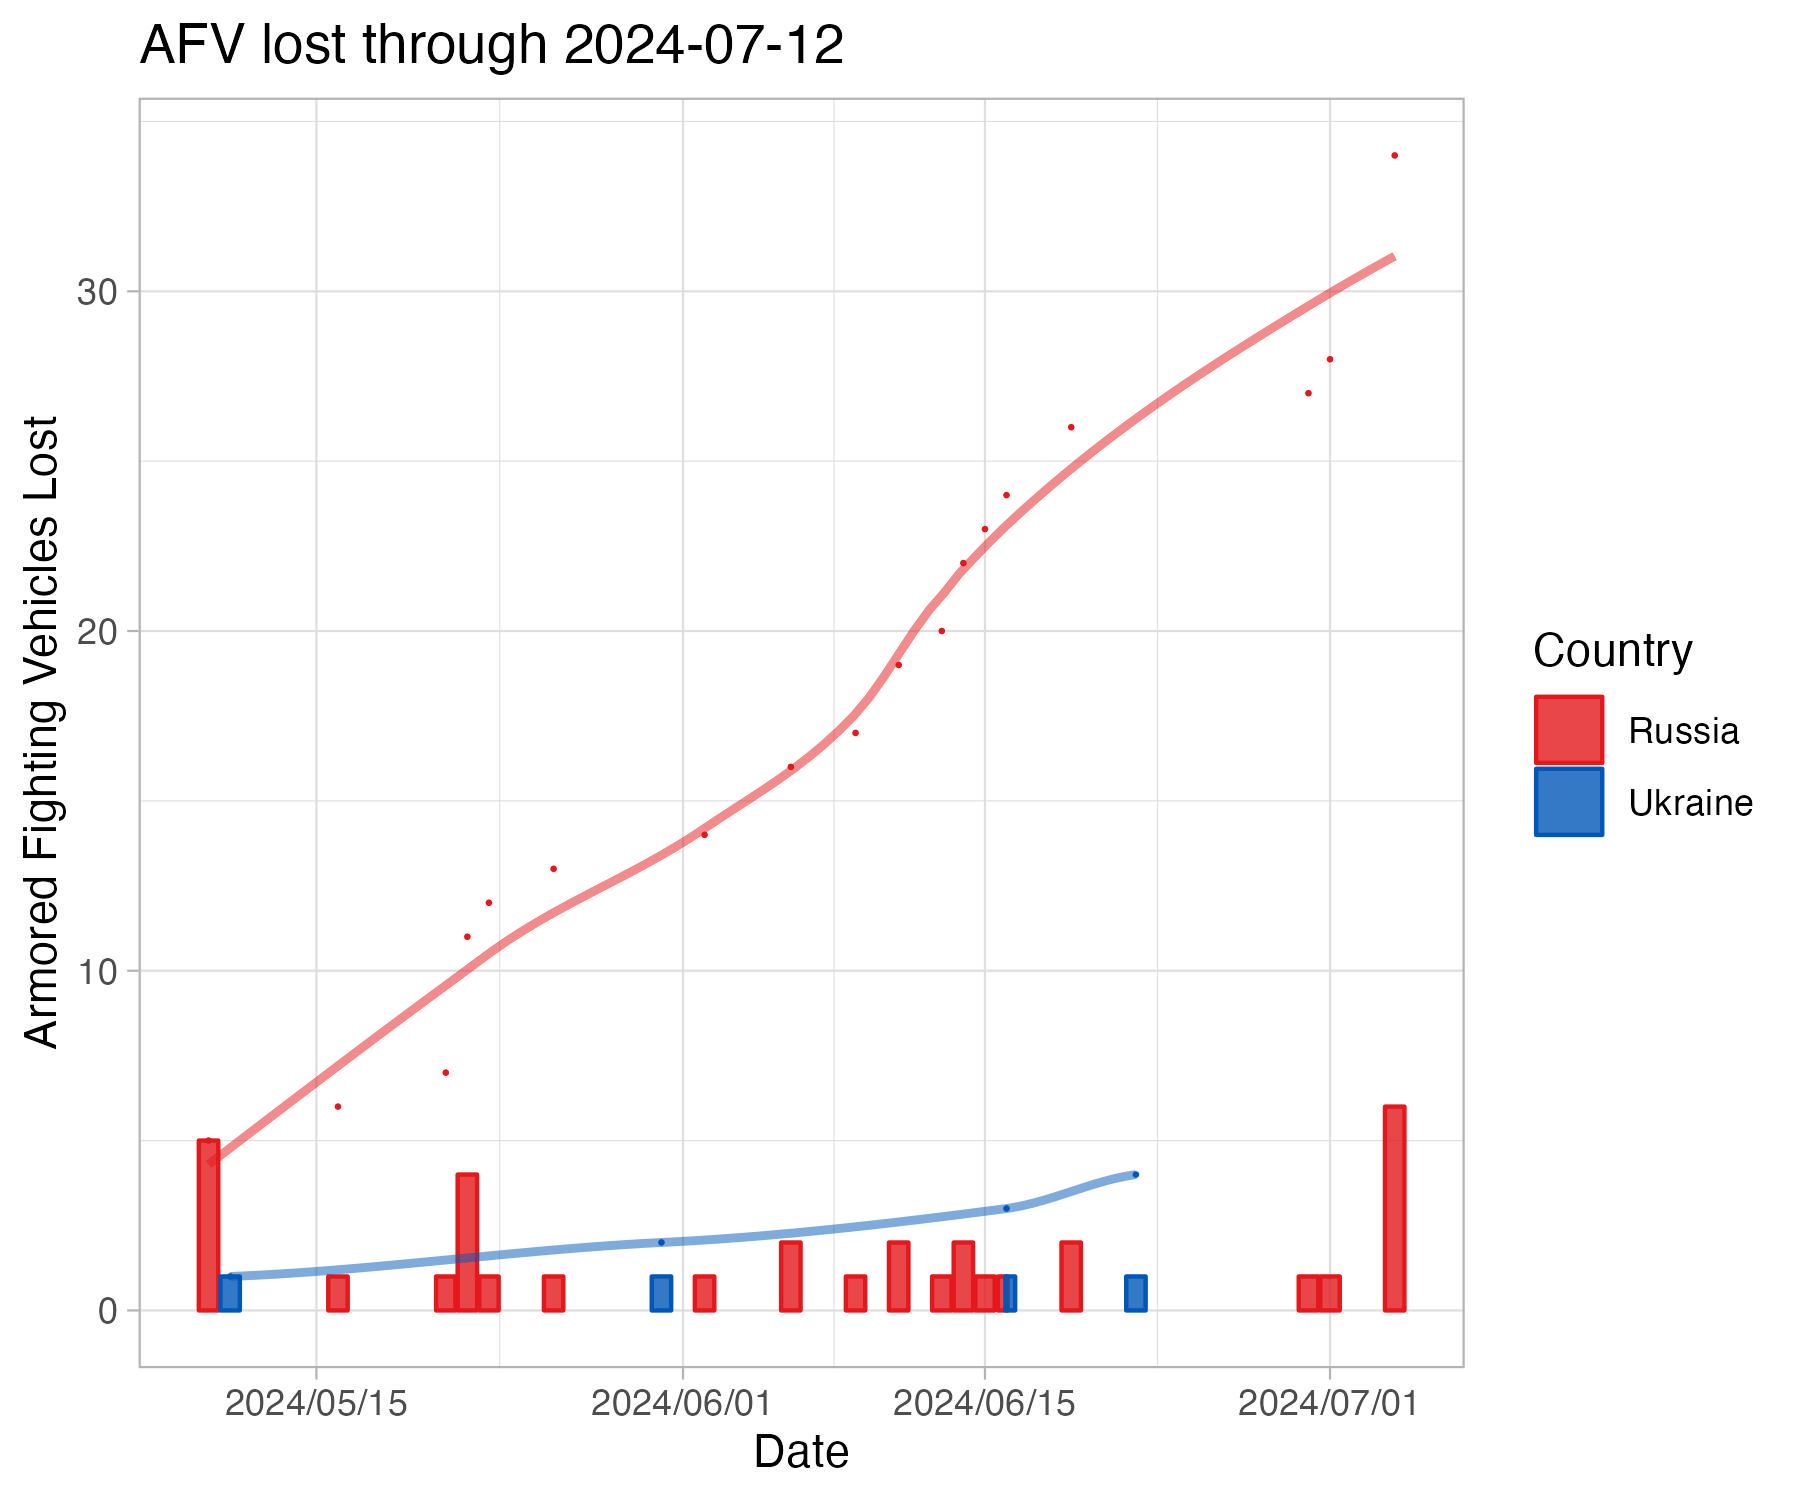 AFV lost through 2024-07-12
Armored Fighting Vehicles Lost
30
20
10
0
2024/05/15
2024/06/01
2024/06/15
2024/07/01
Date
Country
Russia
Ukraine